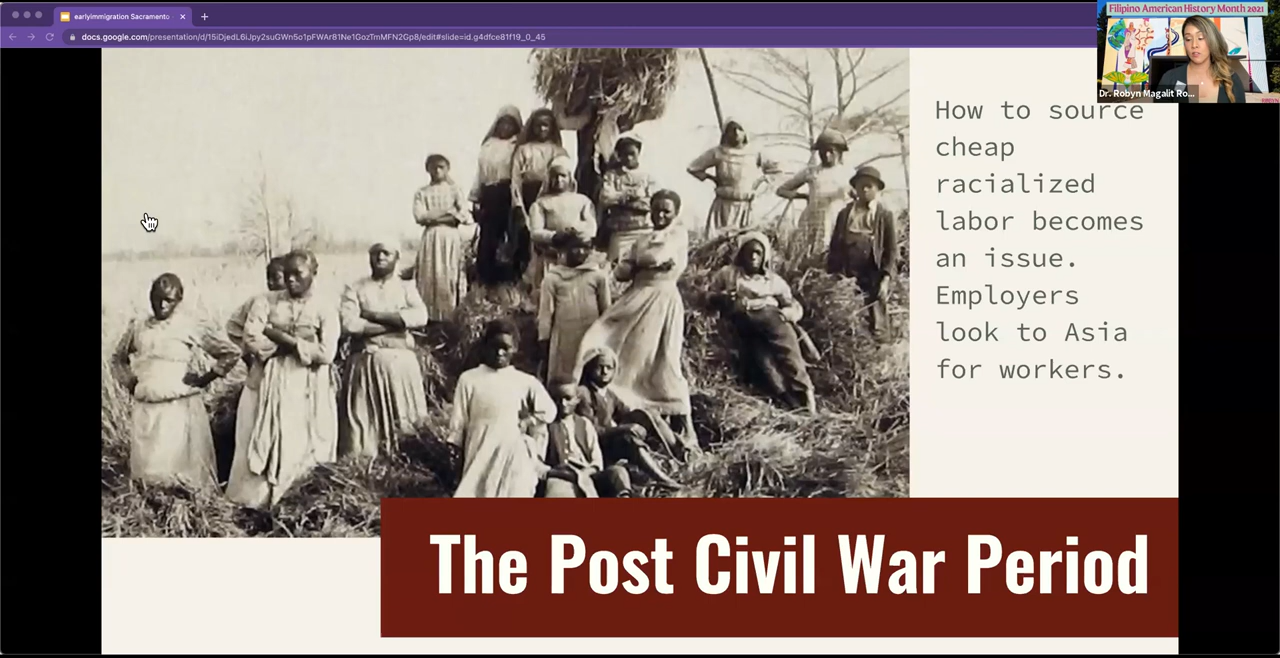 earlyimmigration Sacramento
docs.google.com/presentation/d/15iDjedL6iJpy2suGWn5o1pFWAr81Ne1GozTmMFN2Gp8/edit#slide=id.g4dfce81f19_0_45
Filipino American History Month 2021
Dr. Robyn Magalit Ro...
How to source
cheap
racialized
labor becomes
an issue.
Employers
look to Asia
for workers.
The Post Civil War Period